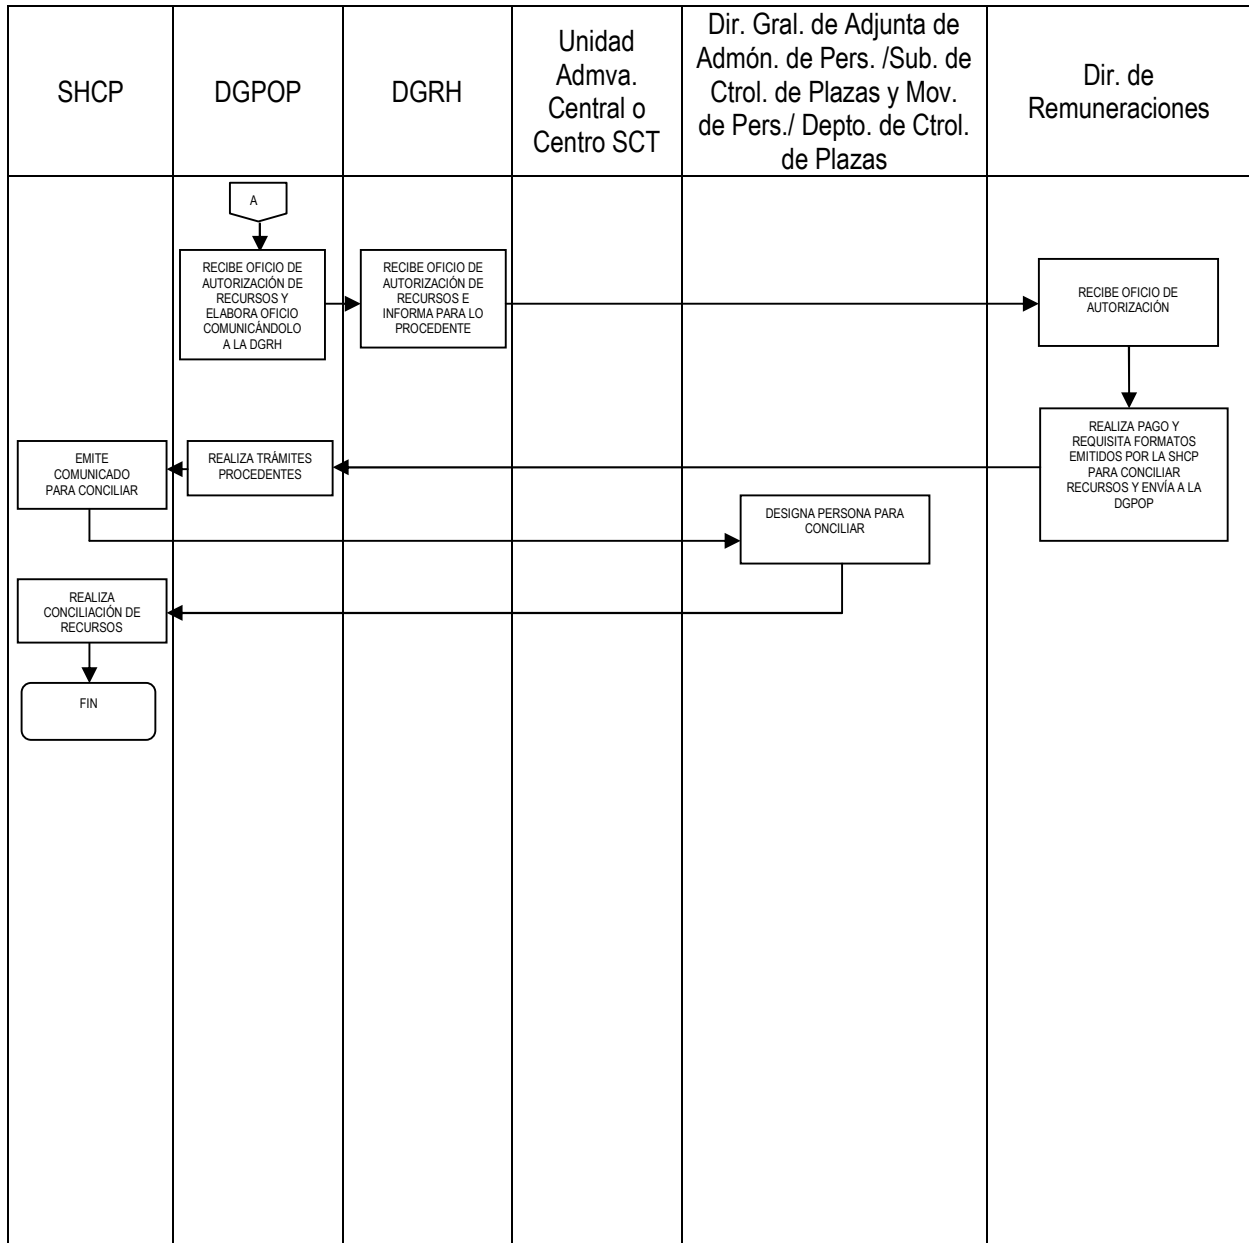 SHCP
DGPOP
DGRH
Unidad
Admva.
Central o
Centro SCT
Dir. Gral. de Adjunta de
Admón. de Pers. /Sub. de
Ctrol. de Plazas y Mov.
de Pers./ Depto. de Ctrol.
de Plazas
Dir. de
Remuneraciones
A
RECIBE OFICIO DE
AUTORIZACIÓN DE
RECURSOS Y
ELABORA OFICIO
COMUNICÁNDOLO
A LA DGRH
RECIBE OFICIO DE
AUTORIZACIÓN DE
RECURSOS E
INFORMA PARA LO
PROCEDENTE
RECIBE OFICIO DE
AUTORIZACIÓN
REALIZA PAGO Y
REQUISITA FORMATOS
EMITIDOS POR LA SHCP
PARA CONCILIAR
RECURSOS Y ENVÍA A LA
DGPOP
REALIZA TRÁMITES
PROCEDENTES
EMITE
COMUNICADO
PARA CONCILIAR
DESIGNA PERSONA PARA
CONCILIAR
REALIZA
CONCILIACIÓN DE
RECURSOS
FIN